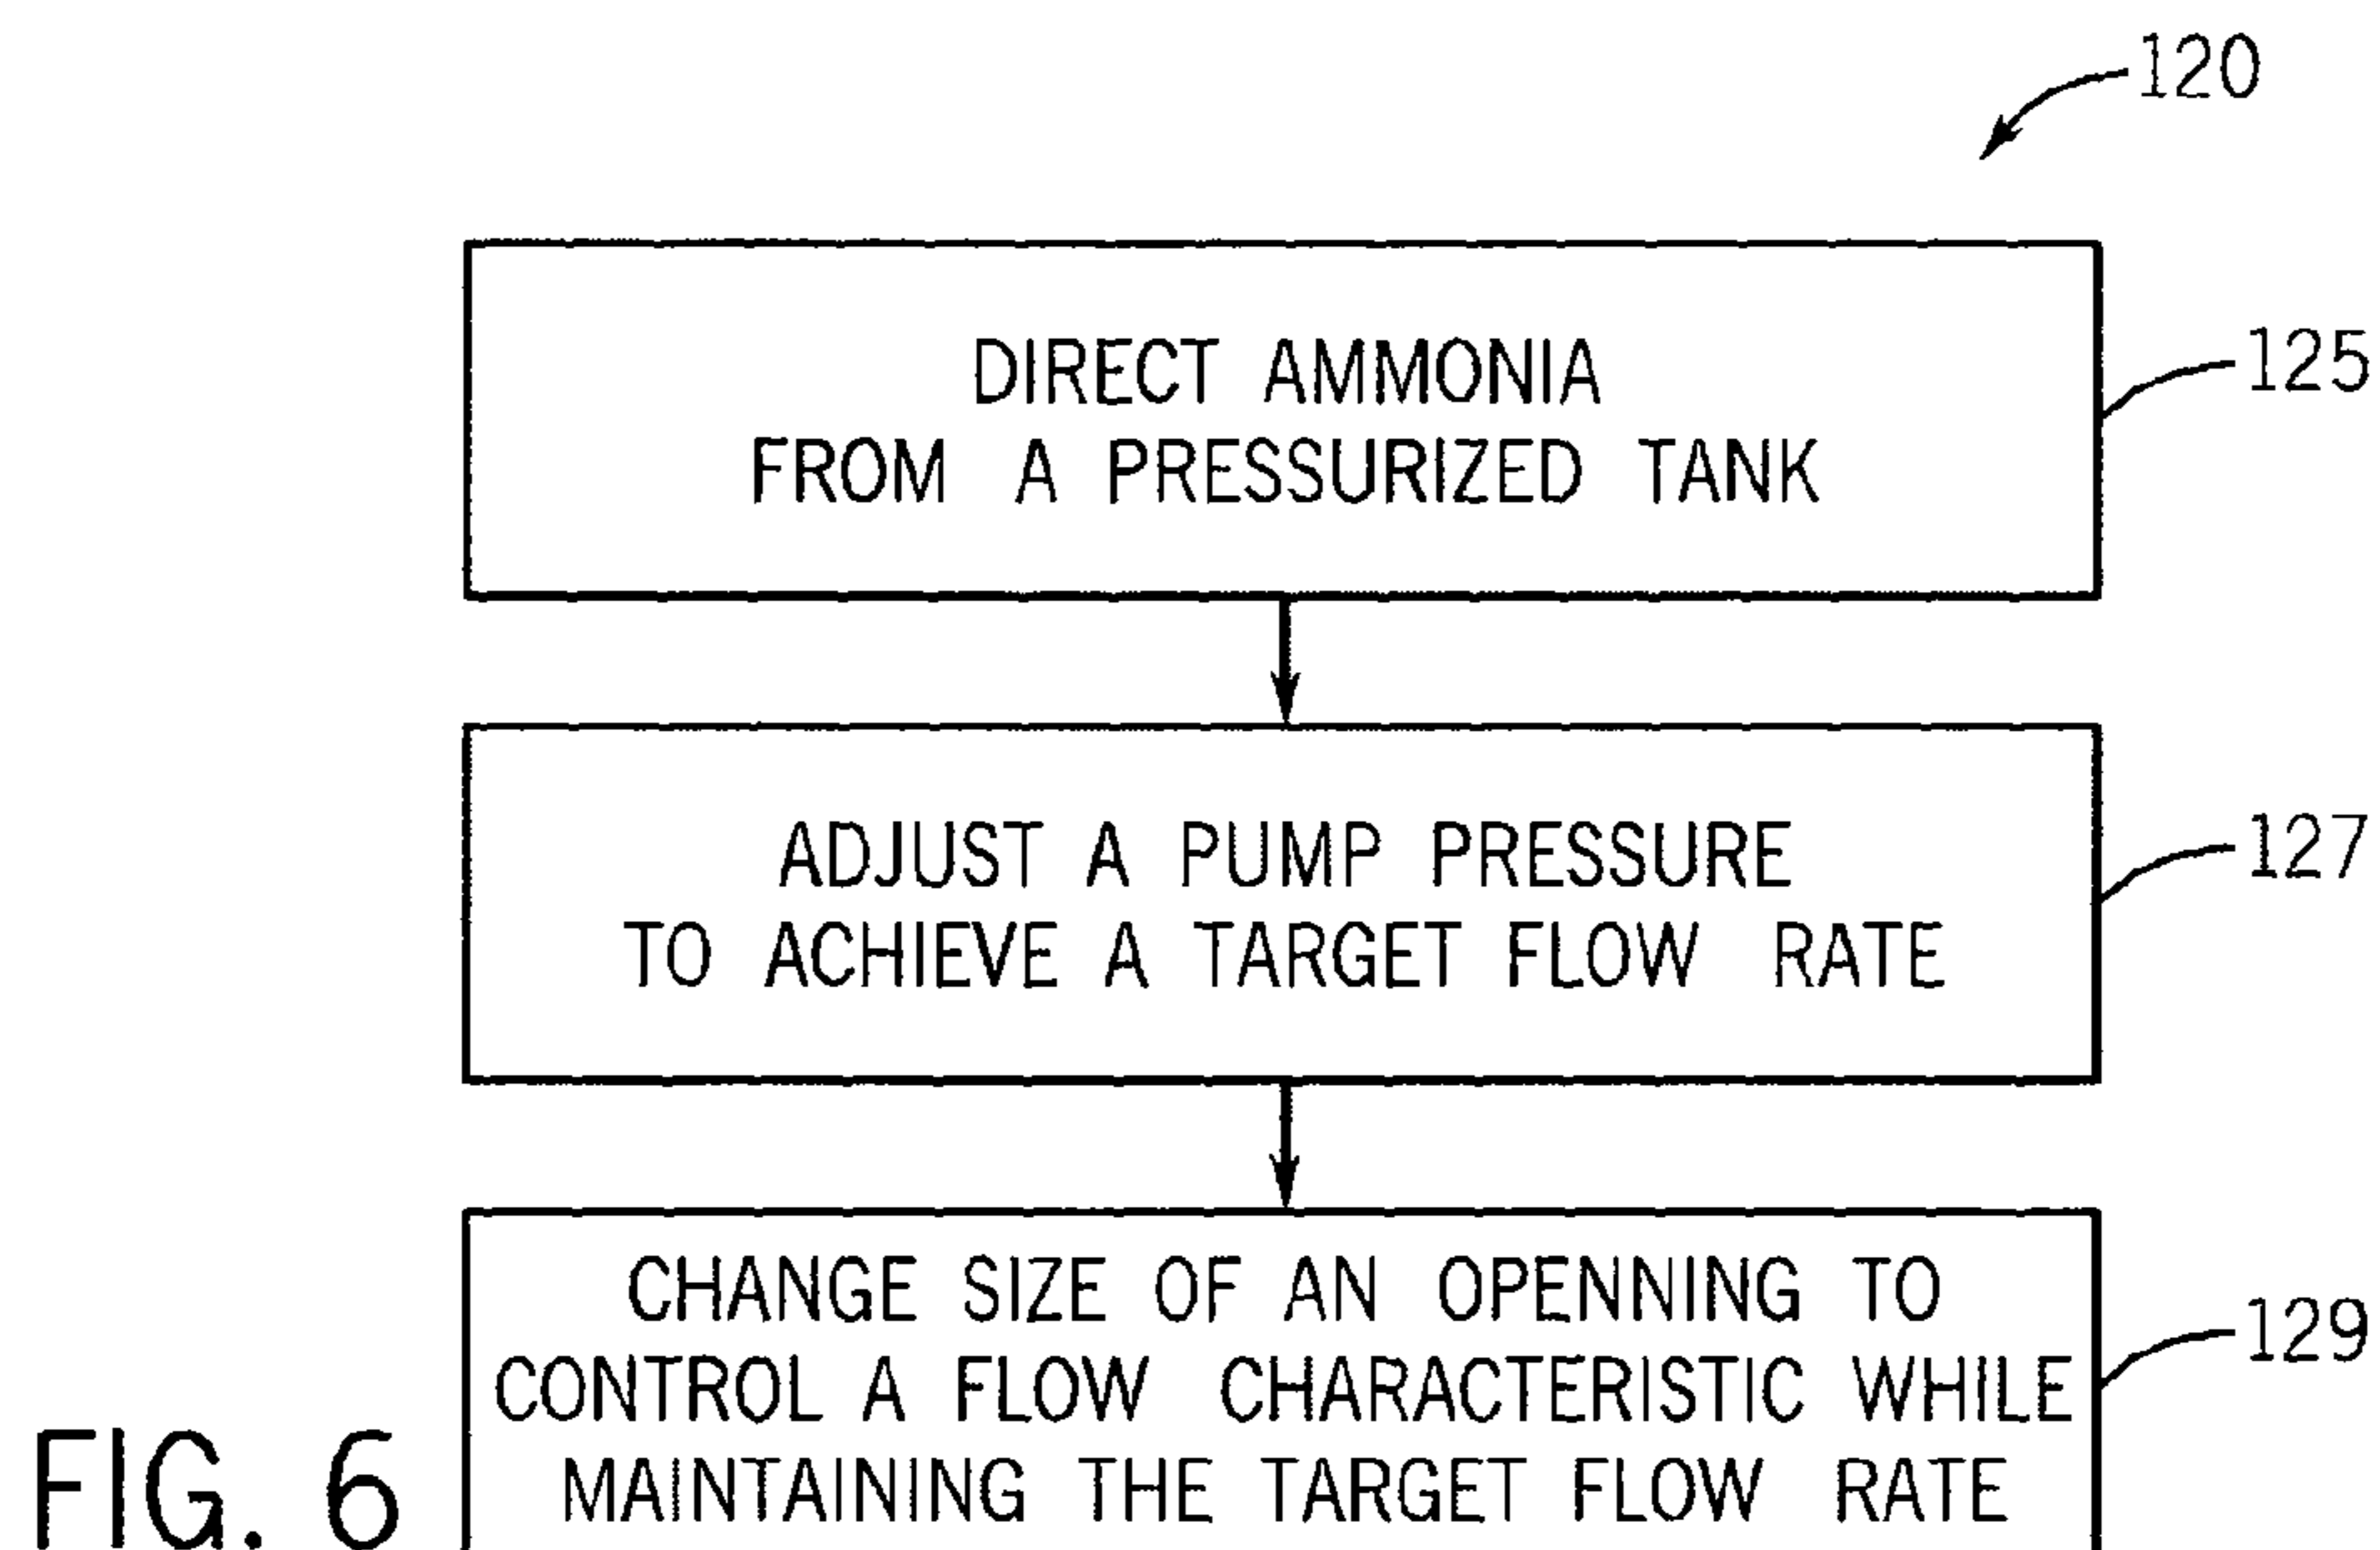 120
DIRECT AMMONIA
FROM A PRESSURIZED TANK
125
ADJUST A PUMP PRESSURE
TO ACHIEVE A TARGET FLOW RATE
127
CHANGE SIZE OF AN OPENNING TO
CONTROL A FLOW CHARACTERISTIC WHILE
MAINTAINING THE TARGET FLOW RATE
129
FIG. 6